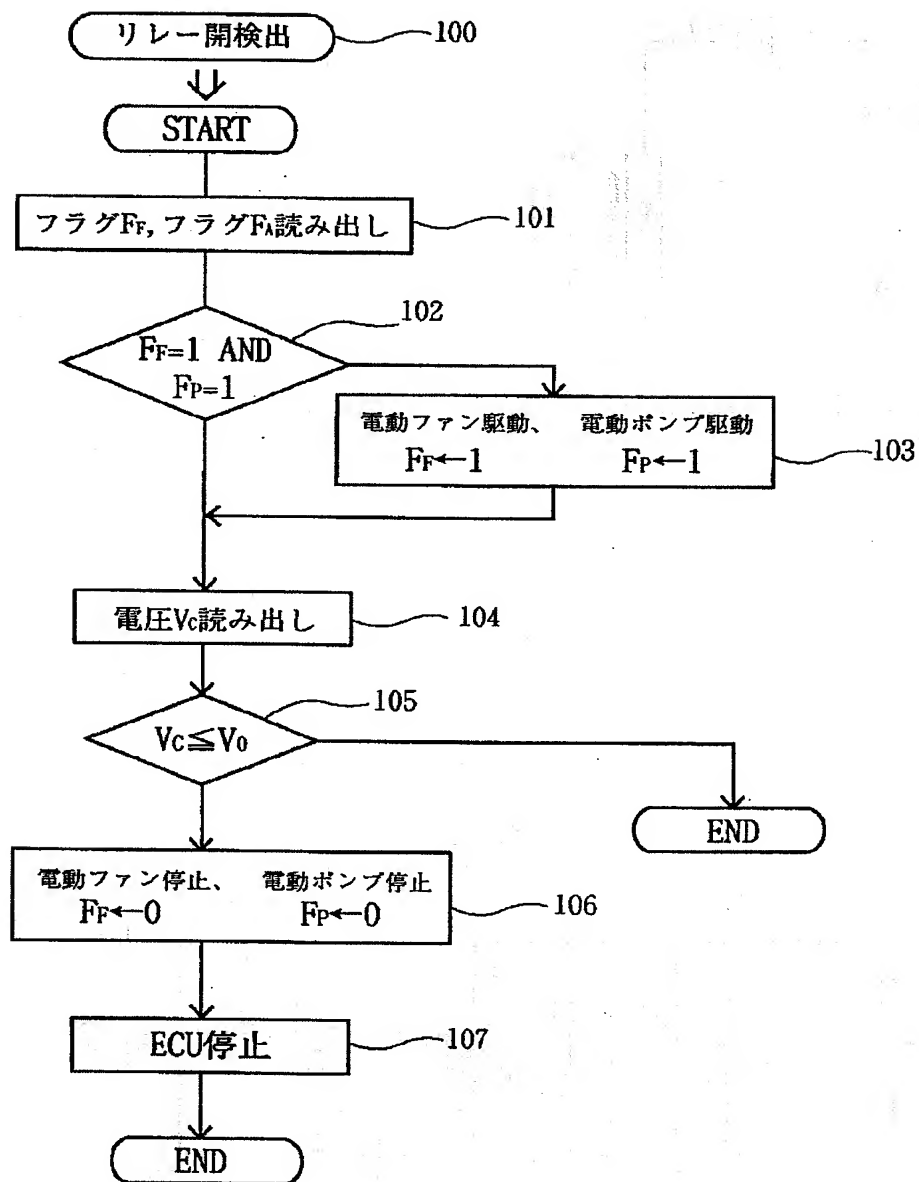 リレー開検出
100
START
フラグFF,フラグFA読み出し
101
102
FF=1 AND
FP=1
電動ファン駆動、 電動ポンプ駆動
FF←1 FP←1
103
電圧VC読み出し
104
105
VC≦V0
END
電動ファン停止、 電動ポンプ停止
FF←0 FP←0
106
ECU停止
107
END